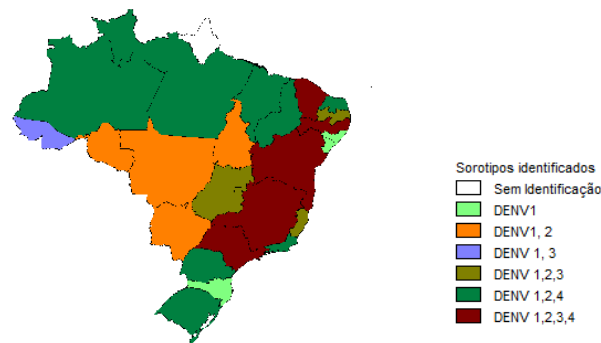 Sorotipos identificados
Sem Identificação
DENV1
DENV1, 2
DENV 1, 3
DENV 1,2,3
DENV 1,2,4
DENV 1,2,3,4